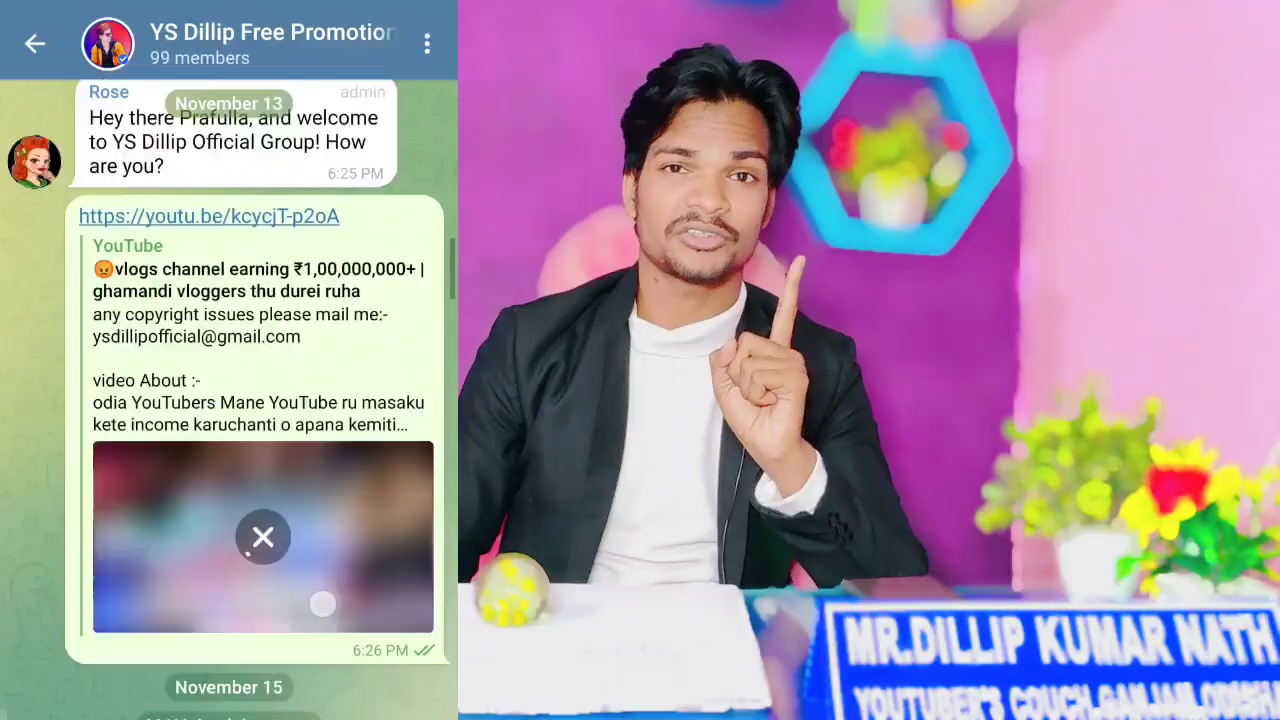 YS Dillip Free Promotion
99 members
Rose admin
November 13
Hey there Prafulla, and welcome
to YS Dillip Official Group! How
are you?
6:25 PM
https://youtu.be/kcycjT-p2oA
YouTube
😡vlogs channel earning ₹1,00,000,000+ |
ghamandi vloggers thu durei ruha
any copyright issues please mail me:-
ysdillipofficial@gmail.com
video About :-
odia YouTubers Mane YouTube ru masaku
kete income karuchanti o apana kemiti...
6:26 PM
November 15
MR.DILLIP KUMAR NATH
YOUTUBER'S COUCH